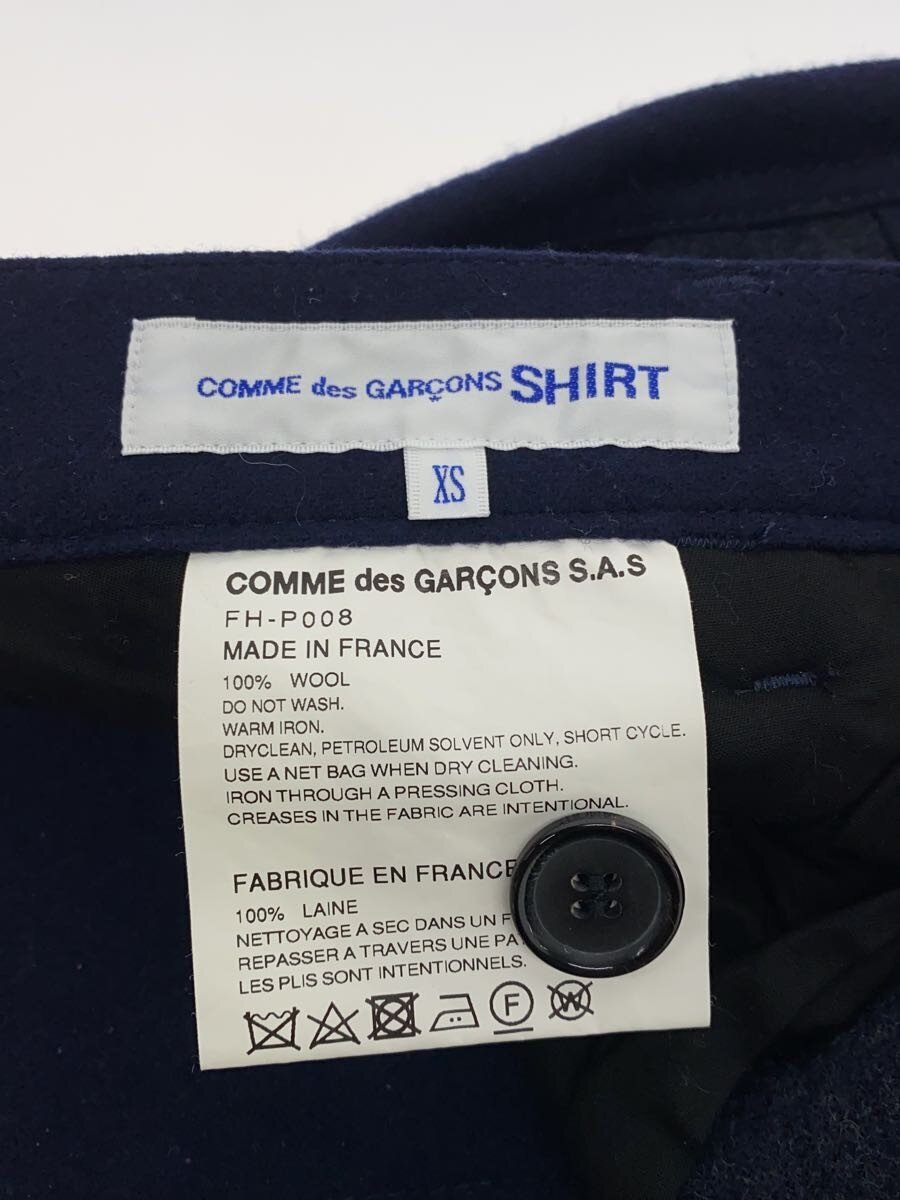 COMME des GARÇONS SHIRT
XS
COMME des GARÇONS S.A.S
FH-P008
MADE IN FRANCE
100% WOOL
DO NOT WASH.
WARM IRON.
DRYCLEAN, PETROLEUM SOLVENT ONLY, SHORT CYCLE.
USE A NET BAG WHEN DRY CLEANING.
IRON THROUGH A PRESSING CLOTH.
CREASES IN THE FABRIC ARE INTENTIONAL.
FABRIQUE EN FRANCE
100% LAINE
NETTOYAGE A SEC DANS UN
REPASSER A TRAVERS UNE
LES PLIS SONT INTENTIONNELS.
F W